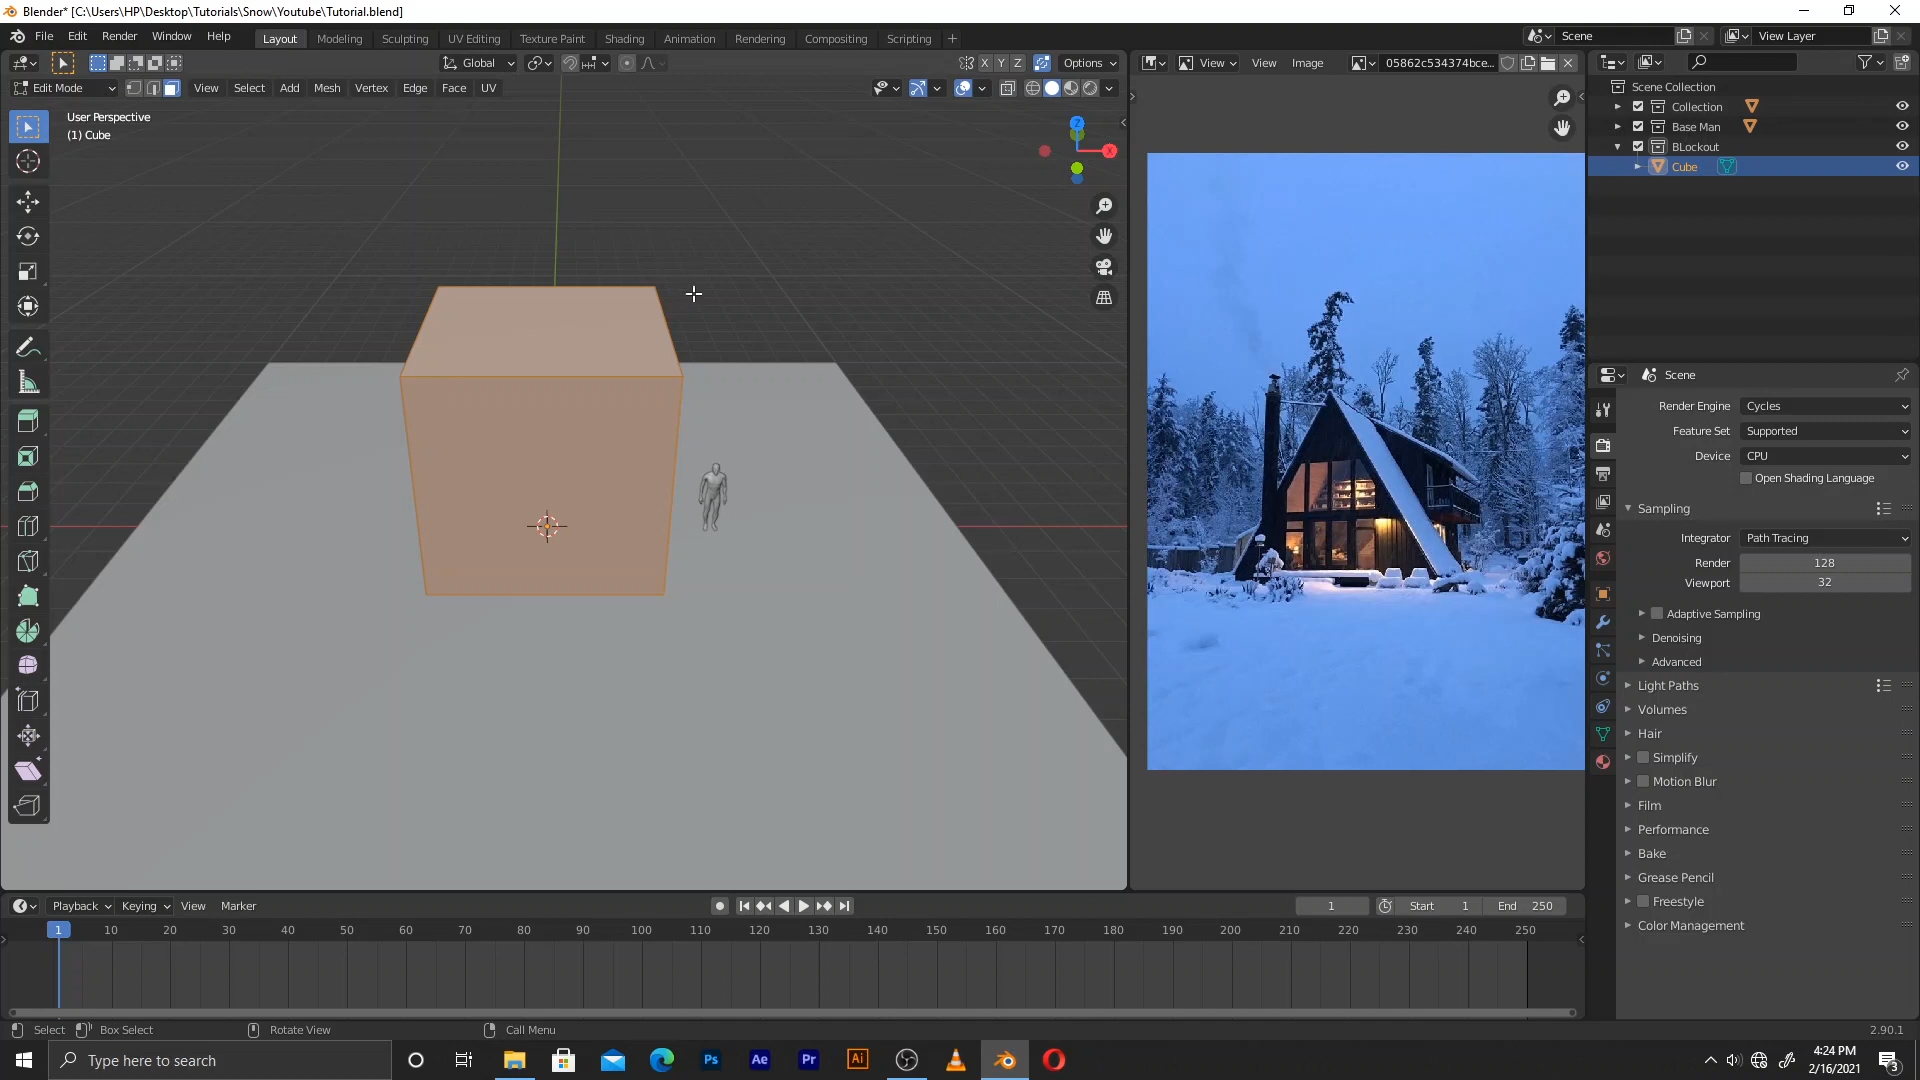 Blender* [C:\Users\HP\Desktop\Tutorials\Snow\Youtube\Tutorial.blend]
File Edit Render Window Help Layout Modeling Sculpting UV Editing Texture Paint Shading Animation Rendering Compositing Scripting + Scene View Layer
Global X Y Z Options View View Image 05862c534374bce...
Edit Mode View Select Add Mesh Vertex Edge Face UV
User Perspective
(1) Cube
Z
X
Scene Collection
Collection
Base Man
BLockout
Cube
Scene
Render Engine Cycles
Feature Set Supported
Device CPU
Open Shading Language
Sampling
Integrator Path Tracing
Render 128
Viewport 32
Adaptive Sampling
Denoising
Advanced
Light Paths
Volumes
Hair
Simplify
Motion Blur
Film
Performance
Bake
Grease Pencil
Freestyle
Color Management
Playback Keying View Marker 1 Start 1 End 250
1 10 20 30 40 50 60 70 80 90 100 110 120 130 140 150 160 170 180 190 200 210 220 230 240 250
Select Box Select Rotate View Call Menu 2.90.1
Type here to search Ps Ae Pr Ai 4:24 PM
2/16/2021 3